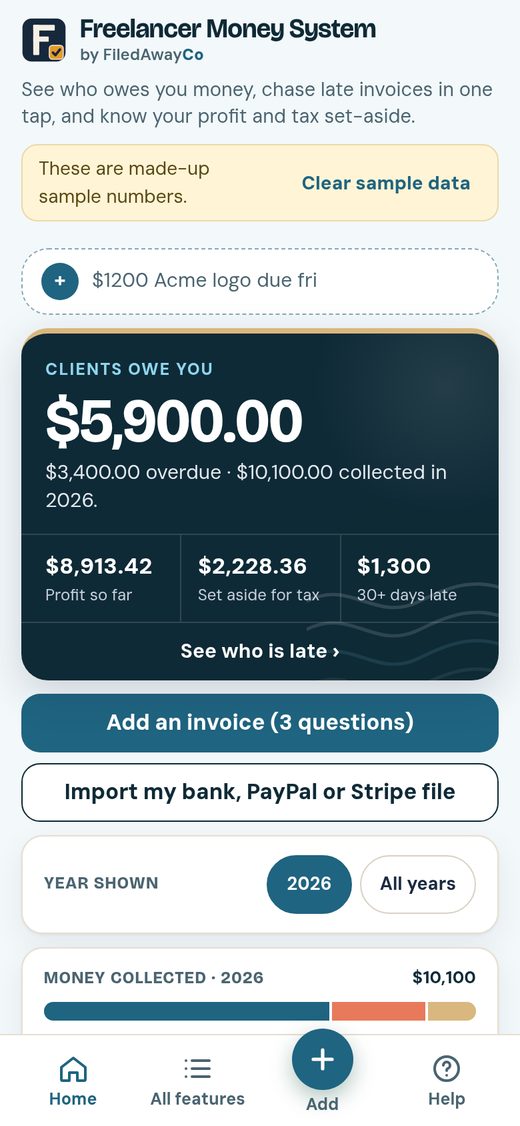 Freelancer Money System
by FiledAwayCo
See who owes you money, chase late invoices in one
tap, and know your profit and tax set-aside.
These are made-up
sample numbers.
Clear sample data
+ $1200 Acme logo due fri
CLIENTS OWE YOU
$5,900.00
$3,400.00 overdue · $10,100.00 collected in
2026.
$8,913.42
Profit so far
$2,228.36
Set aside for tax
$1,300
30+ days late
See who is late ›
Add an invoice (3 questions)
Import my bank, PayPal or Stripe file
YEAR SHOWN
2026
All years
MONEY COLLECTED · 2026
$10,100
Home
All features
Add
Help